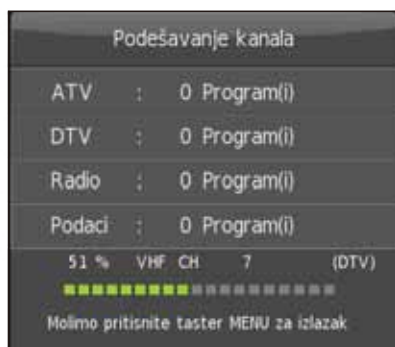 Podešavanje kanala
ATV : 0 Program(i)
DTV : 0 Program(i)
Radio : 0 Program(i)
Podaci : 0 Program(i)
51 % VHF CH 7 (DTV)
Molimo pritisnite taster MENU za izlazak